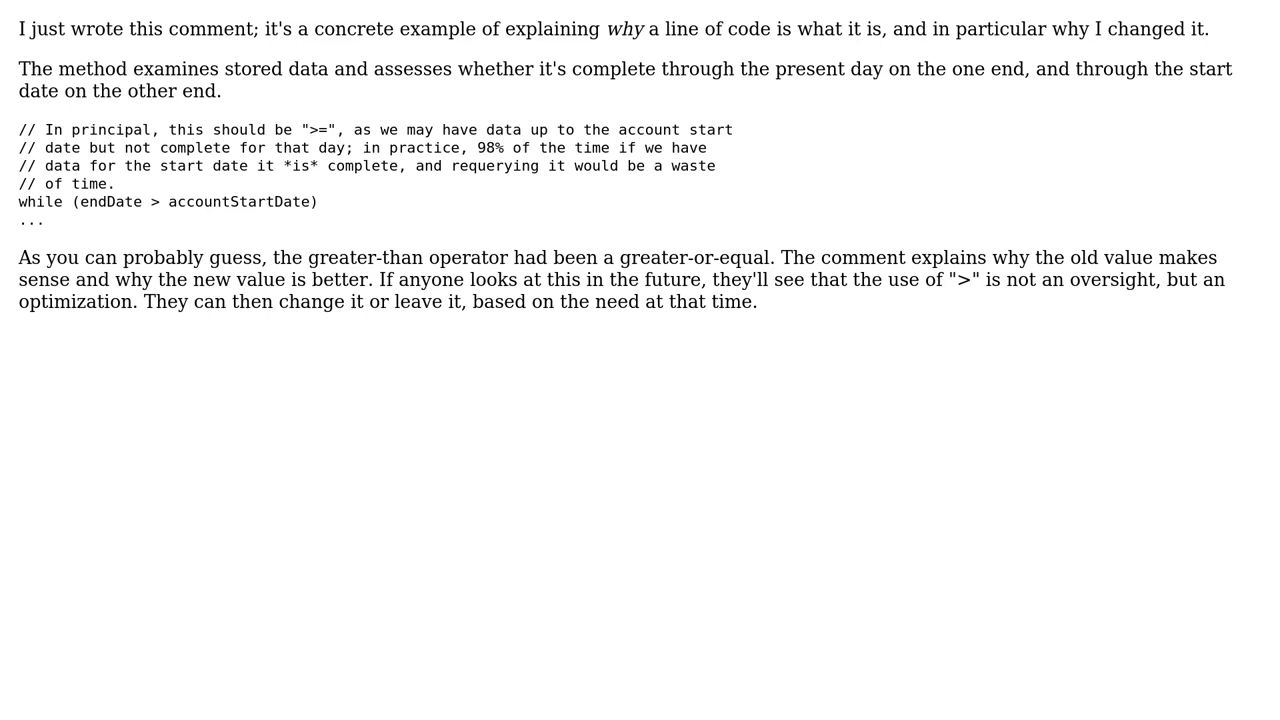 I just wrote this comment; it's a concrete example of explaining why a line of code is what it is, and in particular why I changed it.
The method examines stored data and assesses whether it's complete through the present day on the one end, and through the start
date on the other end.
// In principal, this should be ">=", as we may have data up to the account start
// date but not complete for that day; in practice, 98% of the time if we have
// data for the start date it *is* complete, and requerying it would be a waste
// of time.
while (endDate > accountStartDate)
...
As you can probably guess, the greater-than operator had been a greater-or-equal. The comment explains why the old value makes
sense and why the new value is better. If anyone looks at this in the future, they'll see that the use of ">" is not an oversight, but an
optimization. They can then change it or leave it, based on the need at that time.